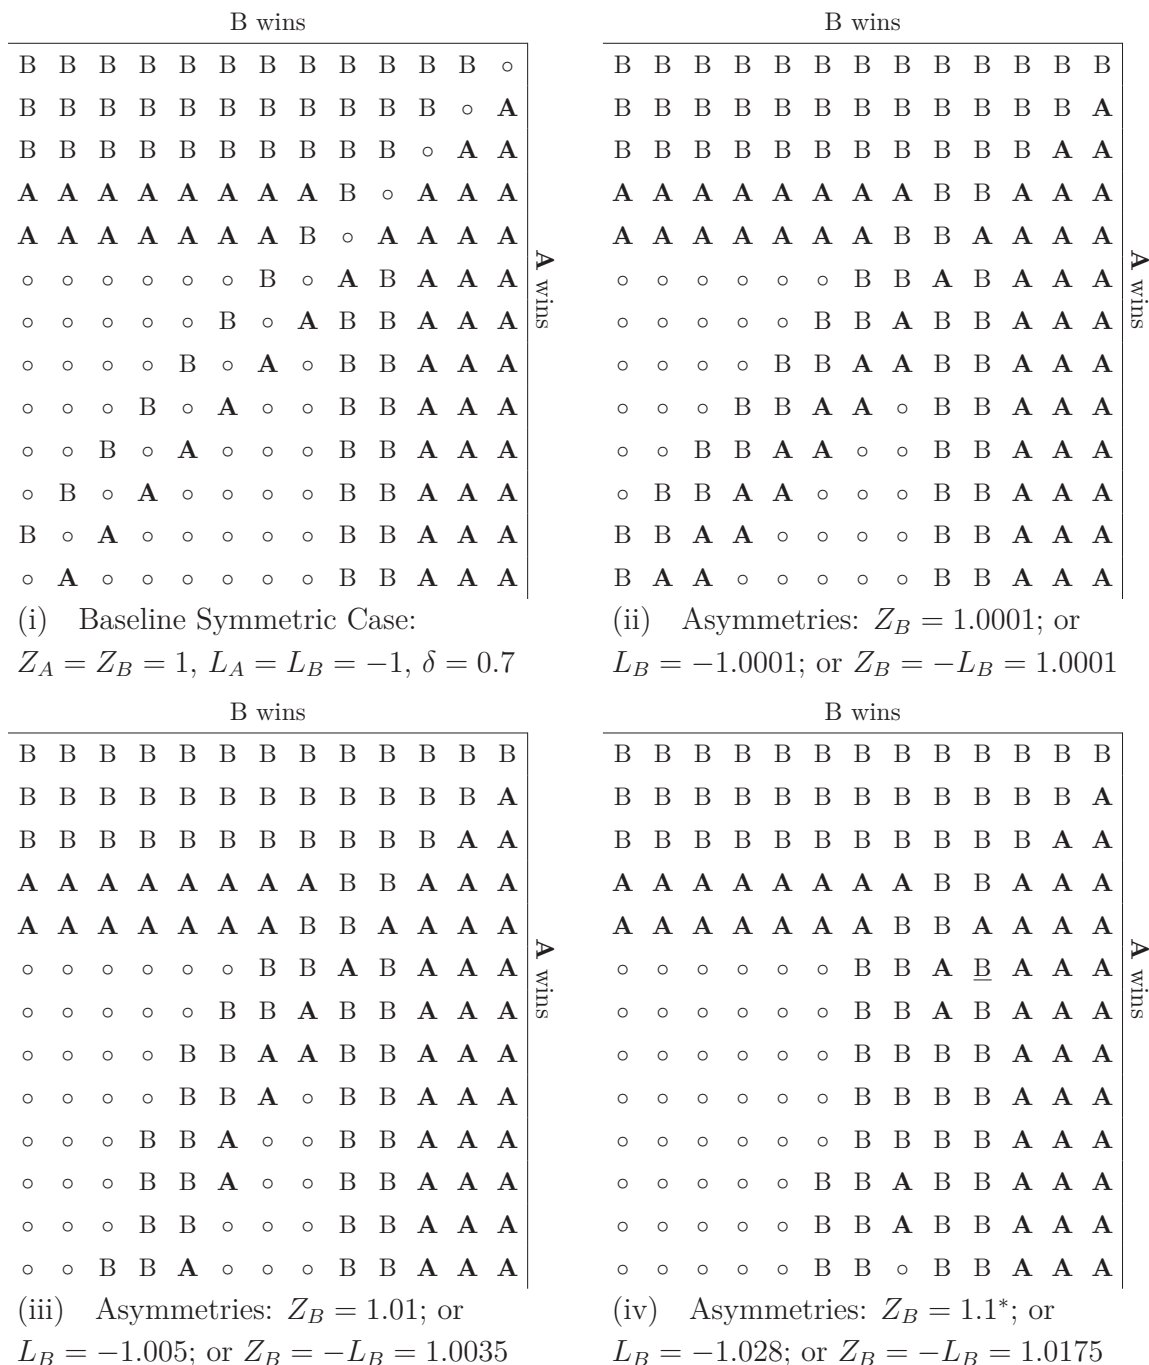 B wins
B B B B B B B B B B B B ∘
B B B B B B B B B B B ∘ A
B B B B B B B B B B ∘ A A
A A A A A A A A B ∘ A A A
A A A A A A A B ∘ A A A A
∘ ∘ ∘ ∘ ∘ ∘ B ∘ A B A A A
∘ ∘ ∘ ∘ ∘ B ∘ A B B A A A
∘ ∘ ∘ ∘ B ∘ A ∘ B B A A A
∘ ∘ ∘ B ∘ A ∘ ∘ B B A A A
∘ ∘ B ∘ A ∘ ∘ ∘ B B A A A
∘ B ∘ A ∘ ∘ ∘ ∘ B B A A A
B ∘ A ∘ ∘ ∘ ∘ ∘ B B A A A
∘ A ∘ ∘ ∘ ∘ ∘ ∘ B B A A A
A wins
(i) Baseline Symmetric Case:
Z_A = Z_B = 1, L_A = L_B = −1, δ = 0.7
B wins
B B B B B B B B B B B B B
B B B B B B B B B B B B A
B B B B B B B B B B B A A
A A A A A A A A B B A A A
A A A A A A A B B A A A A
∘ ∘ ∘ ∘ ∘ ∘ B B A B A A A
∘ ∘ ∘ ∘ ∘ B B A B B A A A
∘ ∘ ∘ ∘ B B A A B B A A A
∘ ∘ ∘ B B A A ∘ B B A A A
∘ ∘ B B A A ∘ ∘ B B A A A
∘ B B A A ∘ ∘ ∘ B B A A A
B B A A ∘ ∘ ∘ ∘ B B A A A
B A A ∘ ∘ ∘ ∘ ∘ B B A A A
A wins
(ii) Asymmetries: Z_B = 1.0001; or
L_B = −1.0001; or Z_B = −L_B = 1.0001
B wins
B B B B B B B B B B B B B
B B B B B B B B B B B B A
B B B B B B B B B B B A A
A A A A A A A A B B A A A
A A A A A A A B B A A A A
∘ ∘ ∘ ∘ ∘ ∘ B B A B A A A
∘ ∘ ∘ ∘ ∘ B B A B B A A A
∘ ∘ ∘ ∘ B B A A B B A A A
∘ ∘ ∘ ∘ B B A ∘ B B A A A
∘ ∘ ∘ B B A ∘ ∘ B B A A A
∘ ∘ ∘ B B A ∘ ∘ B B A A A
∘ ∘ ∘ B B ∘ ∘ ∘ B B A A A
∘ ∘ B B A ∘ ∘ ∘ B B A A A
A wins
(iii) Asymmetries: Z_B = 1.01; or
L_B = −1.005; or Z_B = −L_B = 1.0035
B wins
B B B B B B B B B B B B B
B B B B B B B B B B B B A
B B B B B B B B B B B A A
A A A A A A A A B B A A A
A A A A A A A B B A A A A
∘ ∘ ∘ ∘ ∘ ∘ B B A B A A A
∘ ∘ ∘ ∘ ∘ ∘ B B A B A A A
∘ ∘ ∘ ∘ ∘ ∘ B B B B A A A
∘ ∘ ∘ ∘ ∘ ∘ B B B B A A A
∘ ∘ ∘ ∘ ∘ ∘ B B B B A A A
∘ ∘ ∘ ∘ ∘ B B A B B A A A
∘ ∘ ∘ ∘ ∘ B B A B B A A A
∘ ∘ ∘ ∘ ∘ B B ∘ B B A A A
A wins
(iv) Asymmetries: Z_B = 1.1*; or
L_B = −1.028; or Z_B = −L_B = 1.0175